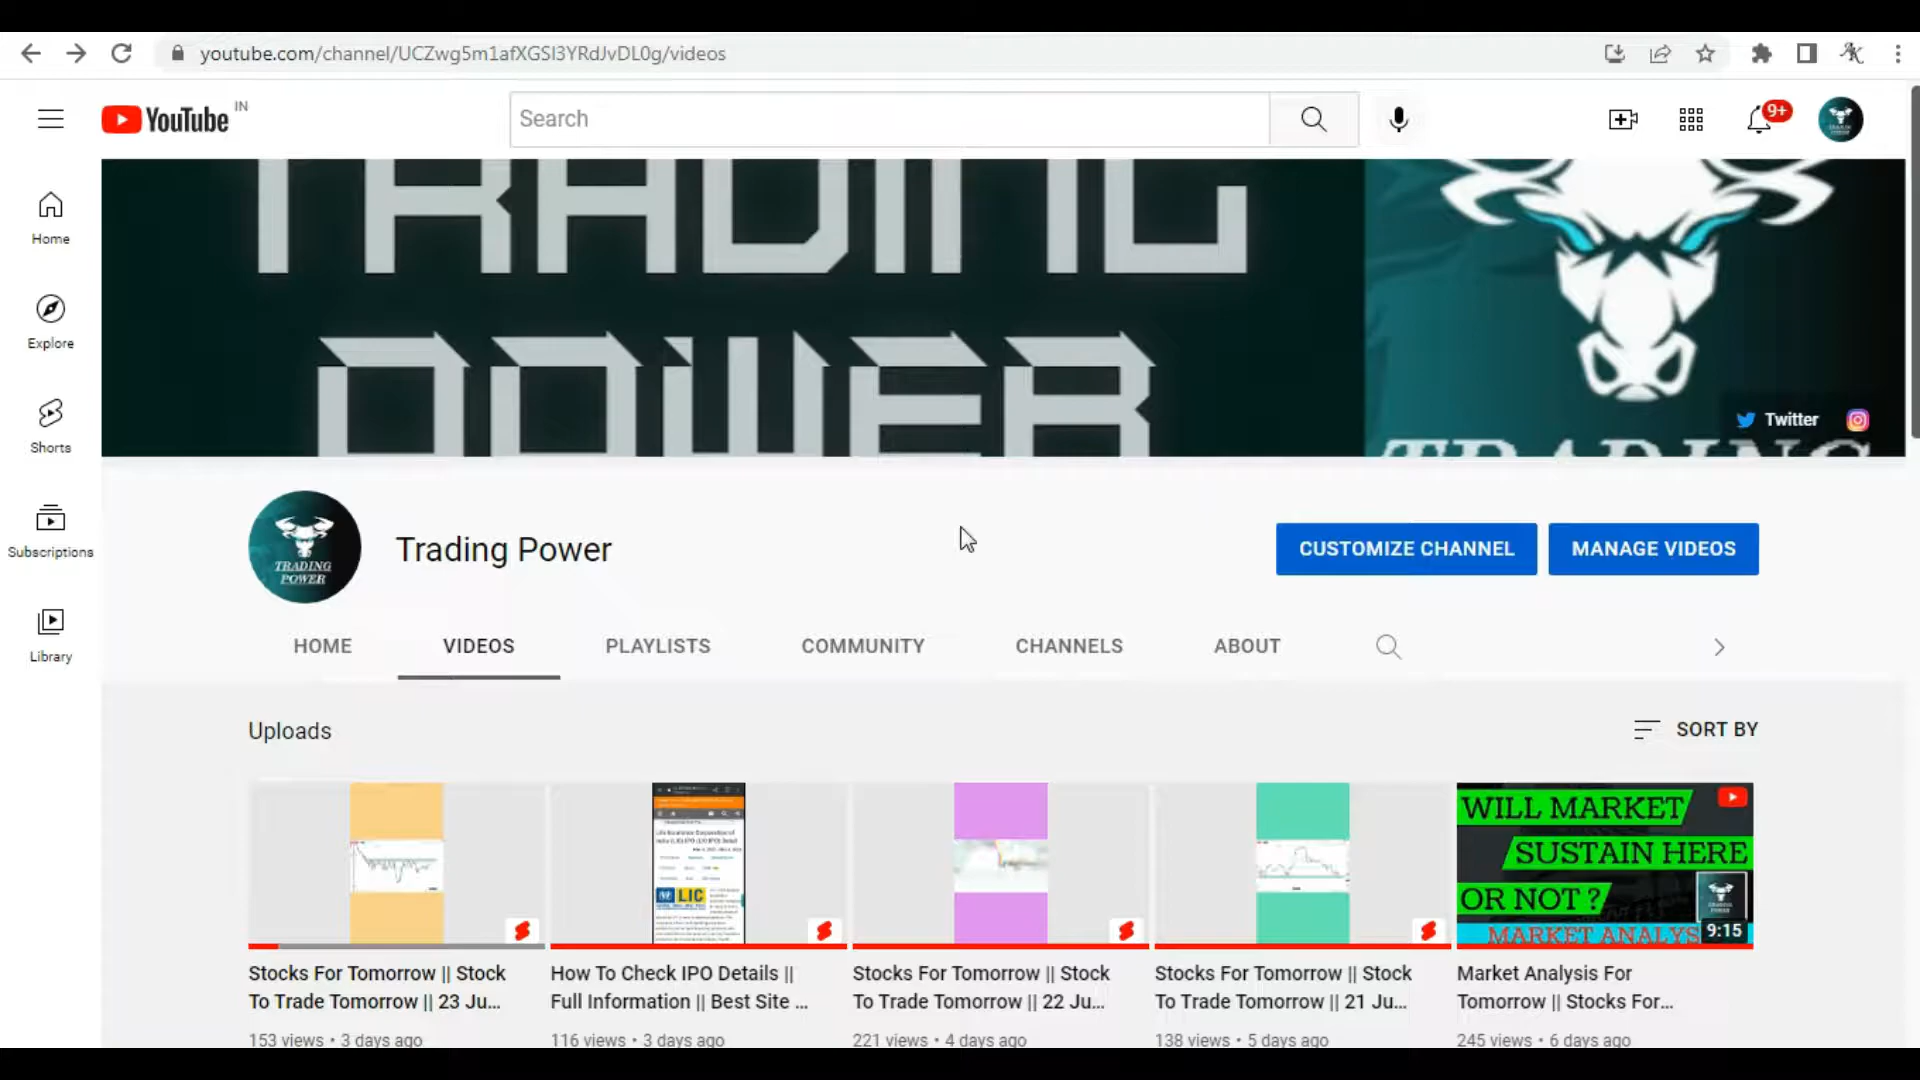 youtube.com/channel/UCZwg5m1afXGSI3YRdJvDL0g/videos
YouTube IN
Search
9+
TRADING
POWER
Twitter
TRADING
Home
Explore
Shorts
Subscriptions
Library
TRADING
POWER
Trading Power
CUSTOMIZE CHANNEL
MANAGE VIDEOS
HOME
VIDEOS
PLAYLISTS
COMMUNITY
CHANNELS
ABOUT
Uploads
SORT BY
LIC
WILL MARKET
SUSTAIN HERE
OR NOT ?
MARKET ANALYS
9:15
Stocks For Tomorrow || Stock
To Trade Tomorrow || 23 Ju...
153 views • 3 days ago
How To Check IPO Details ||
Full Information || Best Site ...
116 views • 3 days ago
Stocks For Tomorrow || Stock
To Trade Tomorrow || 22 Ju...
221 views • 4 days ago
Stocks For Tomorrow || Stock
To Trade Tomorrow || 21 Ju...
138 views • 5 days ago
Market Analysis For
Tomorrow || Stocks For...
245 views • 6 days ago